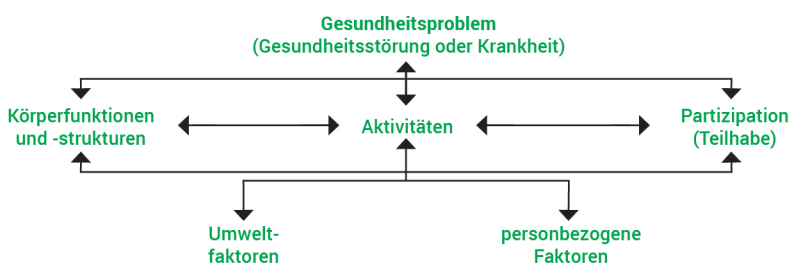 Gesundheitsproblem
(Gesundheitsstörung oder Krankheit)
Körperfunktionen
und -strukturen
Aktivitäten
Partizipation
(Teilhabe)
Umwelt-
faktoren
personbezogene
Faktoren